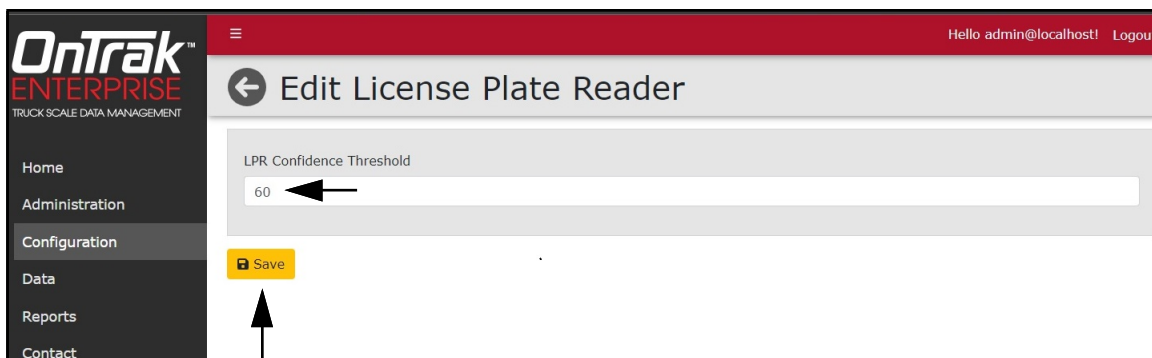 OnTrak™
ENTERPRISE
TRUCK SCALE DATA MANAGEMENT
Hello admin@localhost! Logou
Edit License Plate Reader
Home
Administration
Configuration
Data
Reports
Contact
LPR Confidence Threshold
60
Save